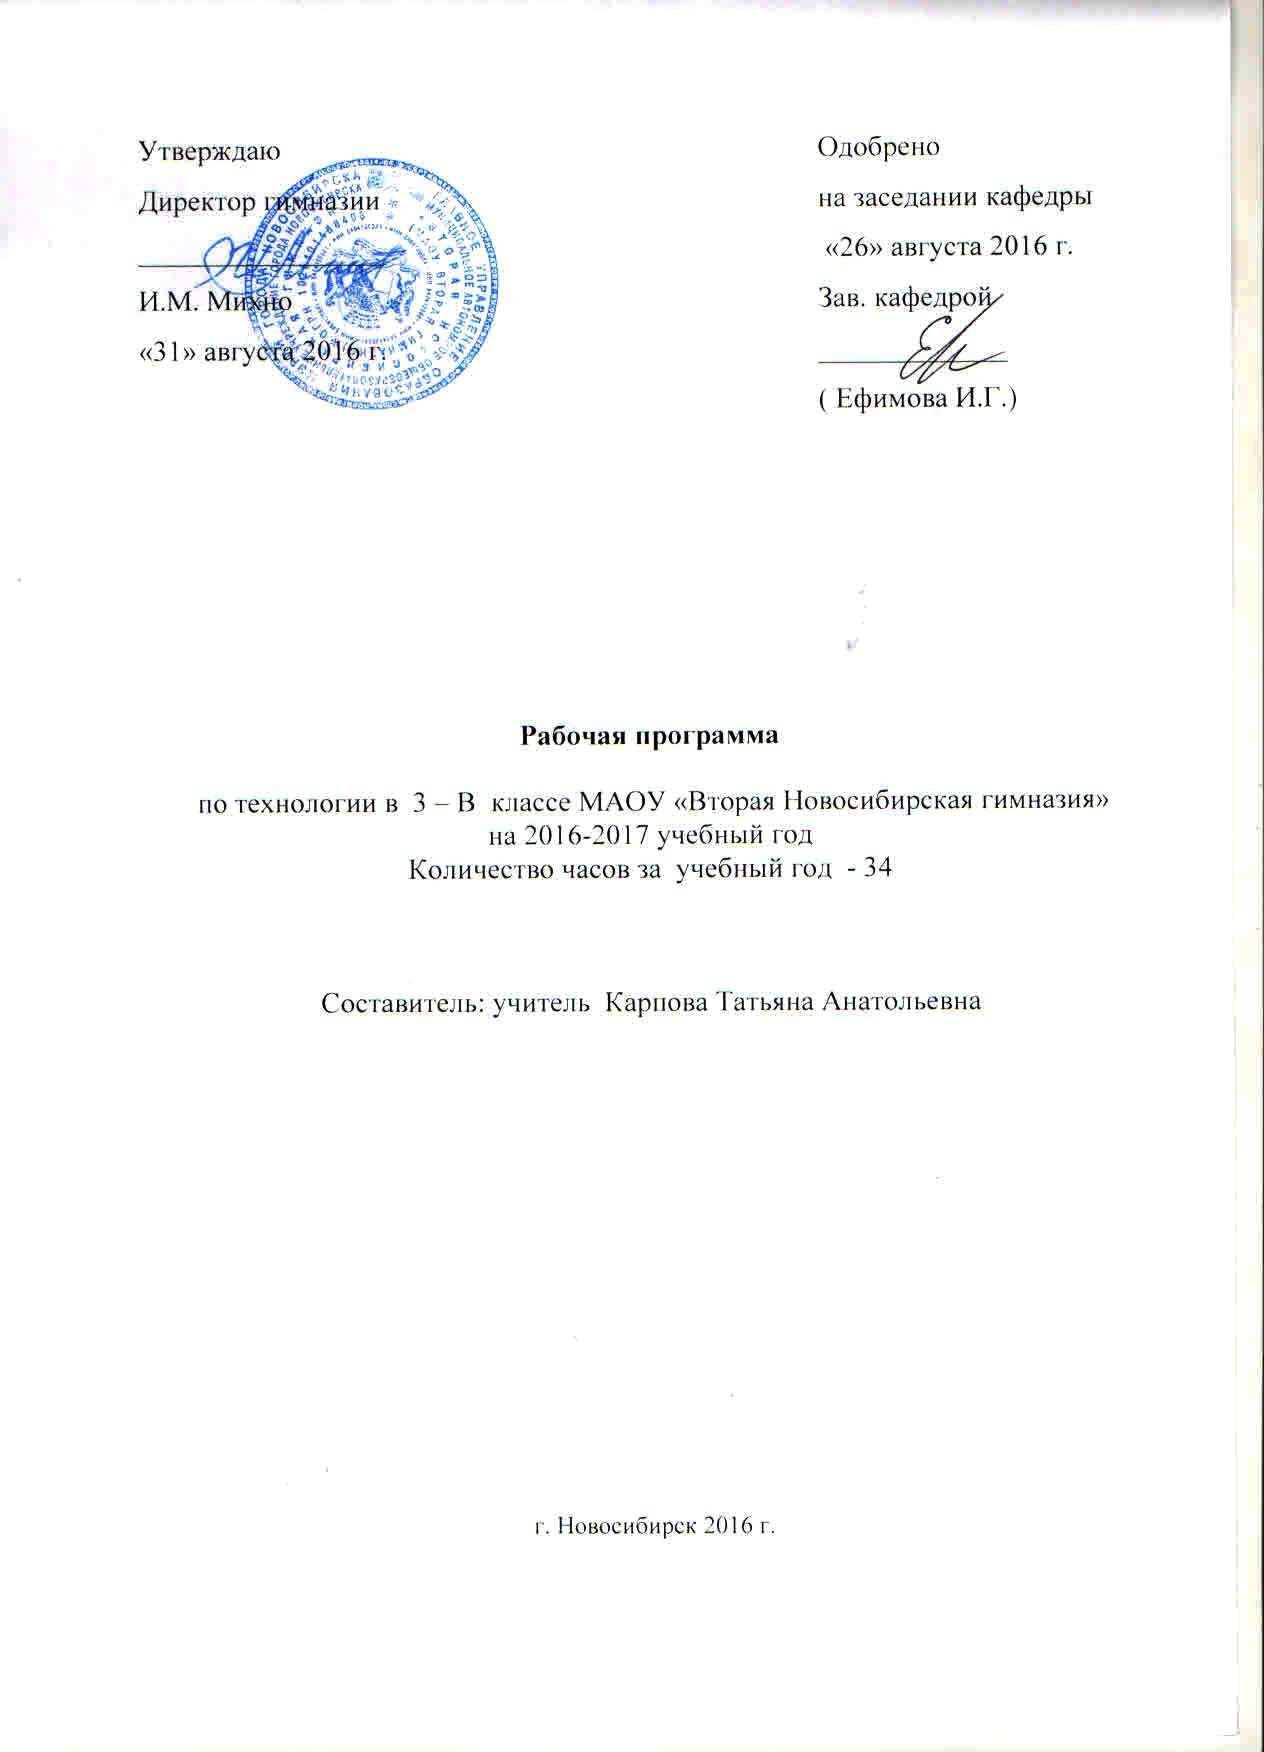 Утверждаю
Директор гимназии
И.М. Михно
«31» августа 2016 г.
Одобрено
на заседании кафедры
«26» августа 2016 г.
Зав. кафедрой
( Ефимова И.Г.)
Рабочая программа
по технологии в 3 – В классе МАОУ «Вторая Новосибирская гимназия»
на 2016-2017 учебный год
Количество часов за учебный год - 34
Составитель: учитель Карпова Татьяна Анатольевна
г. Новосибирск 2016 г.